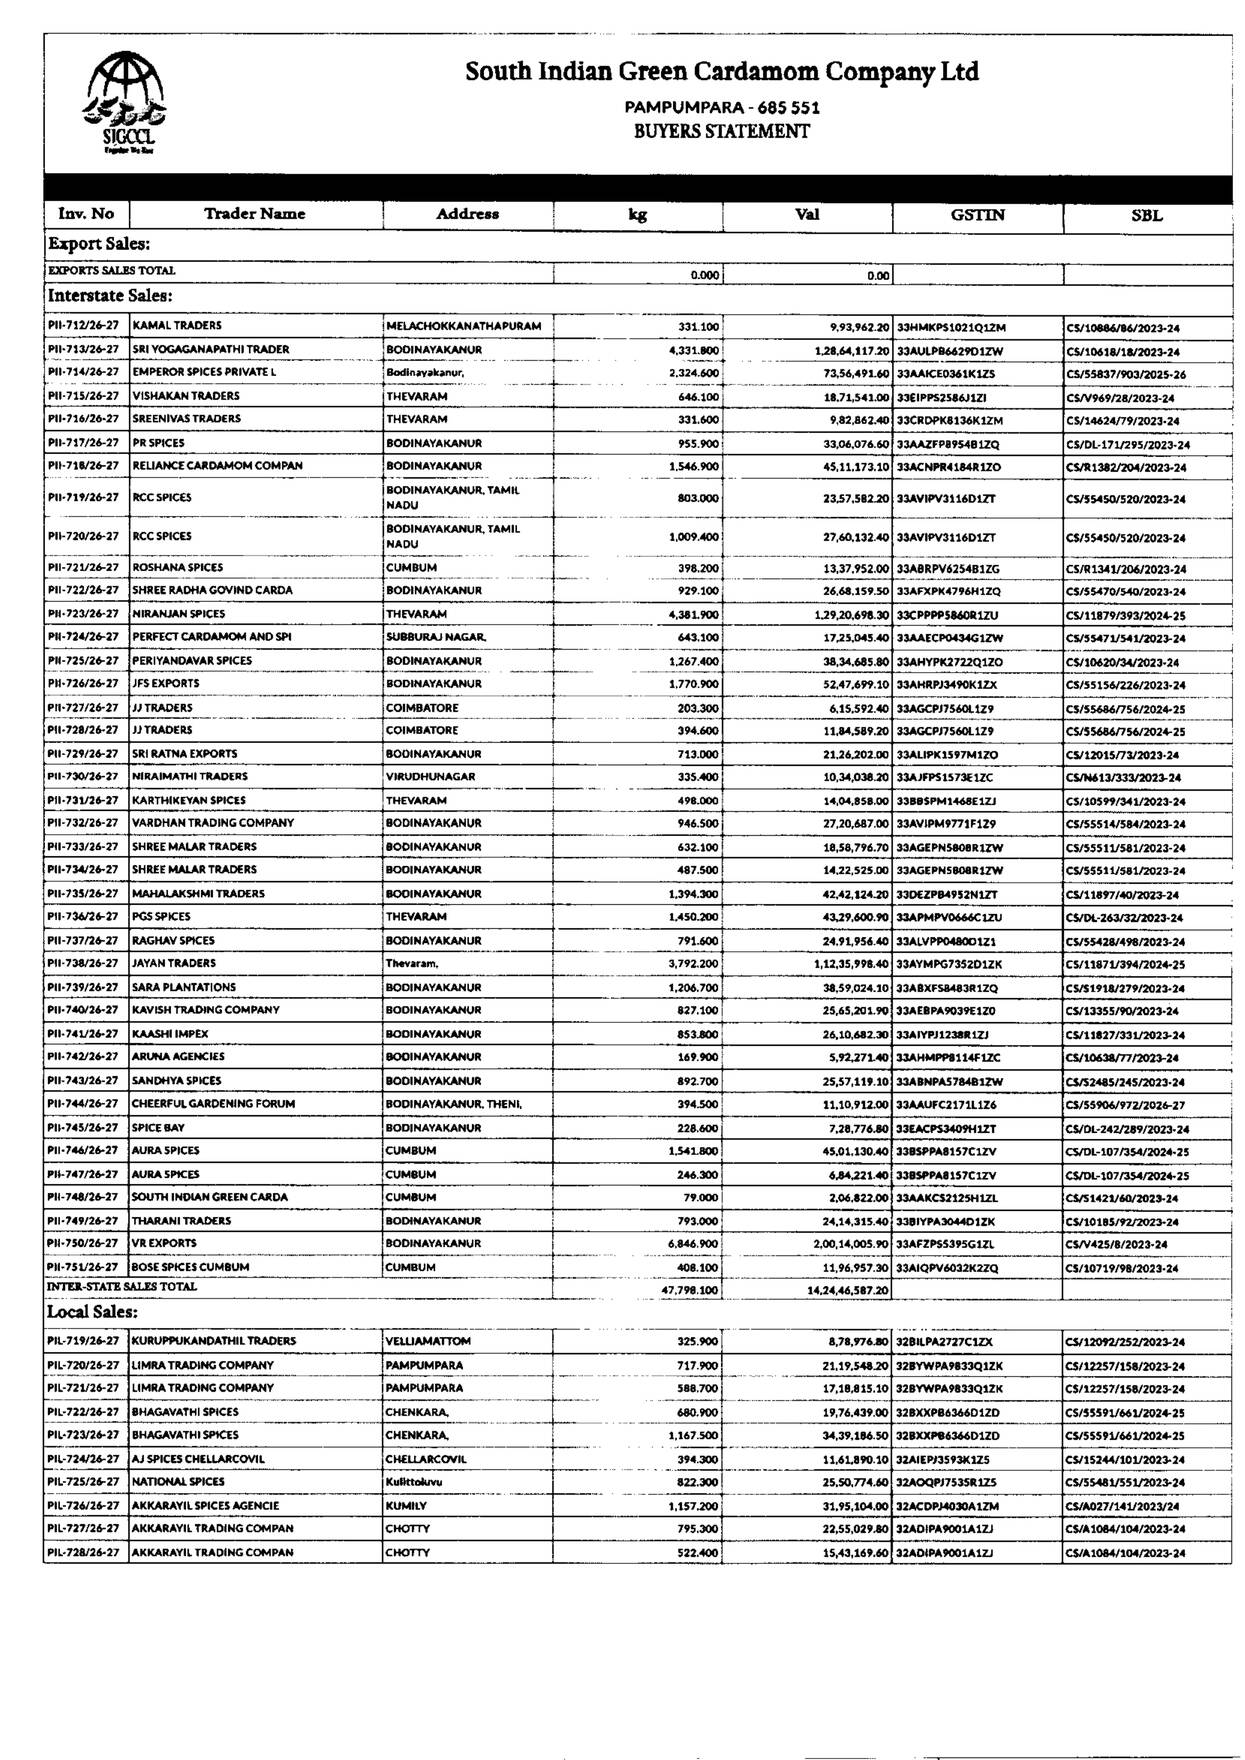 SIGCCL
Together We Rise
South Indian Green Cardamom Company Ltd
PAMPUMPARA - 685 551
BUYERS STATEMENT
Inv. No Trader Name Address kg Val GSTIN SBL
Export Sales:
EXPORTS SALES TOTAL 0.000 0.00
Interstate Sales:
PII-712/26-27 KAMAL TRADERS MELACHOKKANATHAPURAM 331.100 9,93,962.20 33HMKPS1021Q1ZM CS/10886/86/2023-24
PII-713/26-27 SRI YOGAGANAPATHI TRADER BODINAYAKANUR 4,331.800 1,28,64,117.20 33AULPB6629D1ZW CS/10618/18/2023-24
PII-714/26-27 EMPEROR SPICES PRIVATE L Bodinayakanur, 2,324.600 73,56,491.60 33AAICE0361K1Z5 CS/55837/903/2025-26
PII-715/26-27 VISHAKAN TRADERS THEVARAM 646.100 18,71,541.00 33EIPPS2586J1ZI CS/V969/28/2023-24
PII-716/26-27 SREENIVAS TRADERS THEVARAM 331.600 9,82,862.40 33CRDPK8136K1ZM CS/14624/79/2023-24
PII-717/26-27 PR SPICES BODINAYAKANUR 955.900 33,06,076.60 33AAZFP8954B1ZQ CS/DL-171/295/2023-24
PII-718/26-27 RELIANCE CARDAMOM COMPAN BODINAYAKANUR 1,546.900 45,11,173.10 33ACNPR4184R1ZO CS/R1382/204/2023-24
PII-719/26-27 RCC SPICES BODINAYAKANUR, TAMIL NADU 803.000 23,57,582.20 33AVIPV3116D1ZT CS/55450/520/2023-24
PII-720/26-27 RCC SPICES BODINAYAKANUR, TAMIL NADU 1,009.400 27,60,132.40 33AVIPV3116D1ZT CS/55450/520/2023-24
PII-721/26-27 ROSHANA SPICES CUMBUM 398.200 13,37,952.00 33ABRPV6254B1ZG CS/R1341/206/2023-24
PII-722/26-27 SHREE RADHA GOVIND CARDA BODINAYAKANUR 929.100 26,68,159.50 33AFXPK4796H1ZQ CS/55470/540/2023-24
PII-723/26-27 NIRANJAN SPICES THEVARAM 4,381.900 1,29,20,698.30 33CPPPP5860R1ZU CS/11879/393/2024-25
PII-724/26-27 PERFECT CARDAMOM AND SPI SUBBURAJ NAGAR, 643.100 17,25,045.40 33AAECP0434G1ZW CS/55471/541/2023-24
PII-725/26-27 PERIYANDAVAR SPICES BODINAYAKANUR 1,267.400 38,34,685.80 33AHYPK2722Q1ZO CS/10620/34/2023-24
PII-726/26-27 JFS EXPORTS BODINAYAKANUR 1,770.900 52,47,699.10 33AHRPJ3490K1ZX CS/55156/226/2023-24
PII-727/26-27 JJ TRADERS COIMBATORE 203.300 6,15,592.40 33AGCPJ7560L1Z9 CS/55686/756/2024-25
PII-728/26-27 JJ TRADERS COIMBATORE 394.600 11,84,589.20 33AGCPJ7560L1Z9 CS/55686/756/2024-25
PII-729/26-27 SRI RATNA EXPORTS BODINAYAKANUR 713.000 21,26,202.00 33ALIPK1597M1ZO CS/12015/73/2023-24
PII-730/26-27 NIRAIMATHI TRADERS VIRUDHUNAGAR 335.400 10,34,038.20 33AJFPS1573E1ZC CS/N613/333/2023-24
PII-731/26-27 KARTHIKEYAN SPICES THEVARAM 498.000 14,04,858.00 33BBSPM1468E1ZJ CS/10599/341/2023-24
PII-732/26-27 VARDHAN TRADING COMPANY BODINAYAKANUR 946.500 27,20,687.00 33AVIPM9771F1Z9 CS/55514/584/2023-24
PII-733/26-27 SHREE MALAR TRADERS BODINAYAKANUR 632.100 18,58,796.70 33AGEPN5808R1ZW CS/55511/581/2023-24
PII-734/26-27 SHREE MALAR TRADERS BODINAYAKANUR 487.500 14,22,525.00 33AGEPN5808R1ZW CS/55511/581/2023-24
PII-735/26-27 MAHALAKSHMI TRADERS BODINAYAKANUR 1,394.300 42,42,124.20 33DEZPB4952N1ZT CS/11897/40/2023-24
PII-736/26-27 PGS SPICES THEVARAM 1,450.200 43,29,600.90 33APMPV0666C1ZU CS/DL-263/32/2023-24
PII-737/26-27 RAGHAV SPICES BODINAYAKANUR 791.600 24,91,956.40 33ALVPP0480D1Z1 CS/55428/498/2023-24
PII-738/26-27 JAYAN TRADERS Thevaram, 3,792.200 1,12,35,998.40 33AYMPG7352D1ZK CS/11871/394/2024-25
PII-739/26-27 SARA PLANTATIONS BODINAYAKANUR 1,206.700 38,59,024.10 33ABXFS8483R1ZQ CS/S1918/279/2023-24
PII-740/26-27 KAVISH TRADING COMPANY BODINAYAKANUR 827.100 25,65,201.90 33AEBPA9039E1Z0 CS/13355/90/2023-24
PII-741/26-27 KAASHI IMPEX BODINAYAKANUR 853.800 26,10,682.30 33AIYPJ1238R1ZJ CS/11827/331/2023-24
PII-742/26-27 ARUNA AGENCIES BODINAYAKANUR 169.900 5,92,271.40 33AHMPP8114F1ZC CS/10638/77/2023-24
PII-743/26-27 SANDHYA SPICES BODINAYAKANUR 892.700 25,57,119.10 33ABNPA5784B1ZW CS/S2485/245/2023-24
PII-744/26-27 CHEERFUL GARDENING FORUM BODINAYAKANUR, THENI, 394.500 11,10,912.00 33AAUFC2171L1Z6 CS/55906/972/2026-27
PII-745/26-27 SPICE BAY BODINAYAKANUR 228.600 7,28,776.80 33EACPS3409H1ZT CS/DL-242/289/2023-24
PII-746/26-27 AURA SPICES CUMBUM 1,541.800 45,01,130.40 33BSPPA8157C1ZV CS/DL-107/354/2024-25
PII-747/26-27 AURA SPICES CUMBUM 246.300 6,84,221.40 33BSPPA8157C1ZV CS/DL-107/354/2024-25
PII-748/26-27 SOUTH INDIAN GREEN CARDA CUMBUM 79.000 2,06,822.00 33AAKCS2125H1ZL CS/S1421/60/2023-24
PII-749/26-27 THARANI TRADERS BODINAYAKANUR 793.000 24,14,315.40 33BIYPA3044D1ZK CS/10185/92/2023-24
PII-750/26-27 VR EXPORTS BODINAYAKANUR 6,846.900 2,00,14,005.90 33AFZPS5395G1ZL CS/V425/8/2023-24
PII-751/26-27 BOSE SPICES CUMBUM CUMBUM 408.100 11,96,957.30 33AIQPV6032K2ZQ CS/10719/98/2023-24
INTER-STATE SALES TOTAL 47,798.100 14,24,46,587.20
Local Sales:
PIL-719/26-27 KURUPPUKANDATHIL TRADERS VELLIAMATTOM 325.900 8,78,976.80 32BILPA2727C1ZX CS/12092/252/2023-24
PIL-720/26-27 LIMRA TRADING COMPANY PAMPUMPARA 717.900 21,19,548.20 32BYWPA9833Q1ZK CS/12257/158/2023-24
PIL-721/26-27 LIMRA TRADING COMPANY PAMPUMPARA 588.700 17,18,815.10 32BYWPA9833Q1ZK CS/12257/158/2023-24
PIL-722/26-27 BHAGAVATHI SPICES CHENKARA, 680.900 19,76,439.00 32BXXPB6366D1ZD CS/55591/661/2024-25
PIL-723/26-27 BHAGAVATHI SPICES CHENKARA, 1,167.500 34,39,186.50 32BXXPB6366D1ZD CS/55591/661/2024-25
PIL-724/26-27 AJ SPICES CHELLARCOVIL CHELLARCOVIL 394.300 11,61,890.10 32AIEPJ3593K1Z5 CS/15244/101/2023-24
PIL-725/26-27 NATIONAL SPICES Kulittokuvu 822.300 25,50,774.60 32AOQPJ7535R1Z5 CS/55481/551/2023-24
PIL-726/26-27 AKKARAYIL SPICES AGENCIE KUMILY 1,157.200 31,95,104.00 32ACDPJ4030A1ZM CS/A027/141/2023/24
PIL-727/26-27 AKKARAYIL TRADING COMPAN CHOTTY 795.300 22,55,029.80 32ADIPA9001A1ZJ CS/A1084/104/2023-24
PIL-728/26-27 AKKARAYIL TRADING COMPAN CHOTTY 522.400 15,43,169.60 32ADIPA9001A1ZJ CS/A1084/104/2023-24